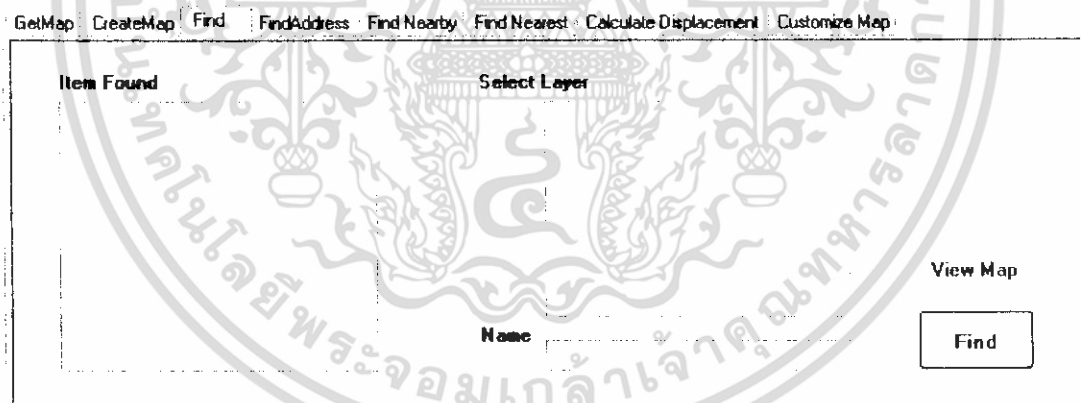 GetMap CreateMap Find FindAddress Find Nearby Find Nearest Calculate Displacement Customize Map
Item Found Select Layer
View Map
Name
Find